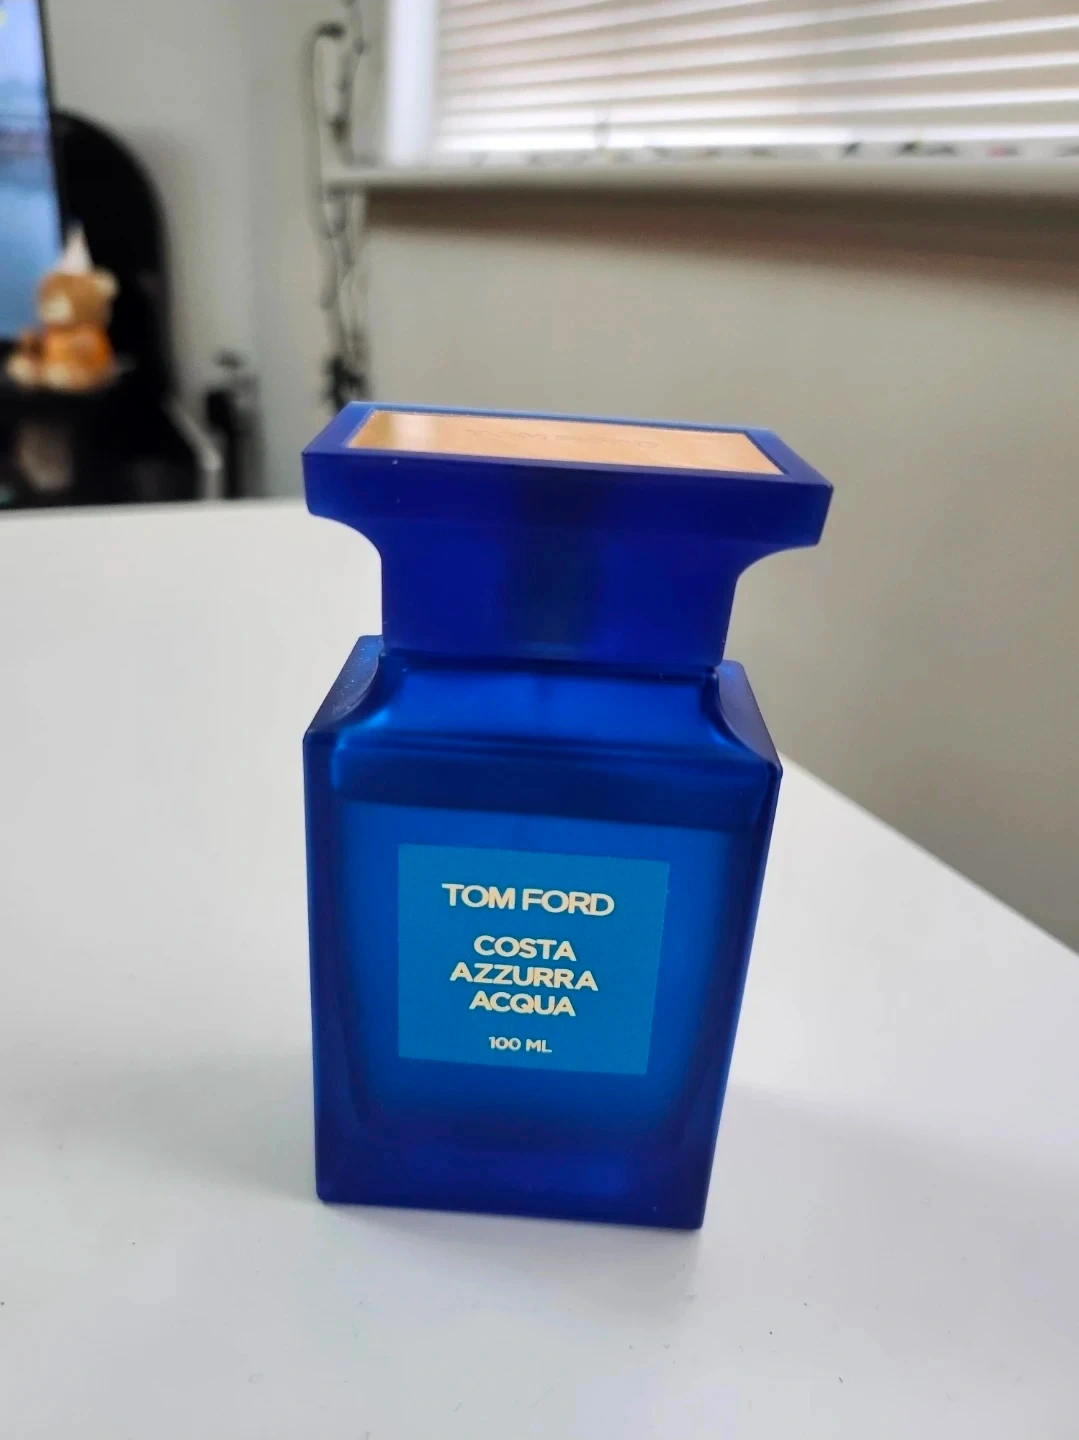 TOM FORD
COSTA
AZZURRA
ACQUA
100 ML